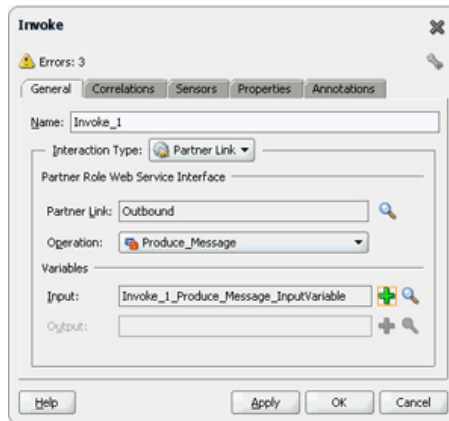 Invoke
Errors: 3
General Correlations Sensors Properties Annotations
Name: Invoke_1
Interaction Type: Partner Link
Partner Role Web Service Interface
Partner Link: Outbound
Operation: Produce_Message
Variables
Input: Invoke_1_Produce_Message_InputVariable
Output:
Help Apply OK Cancel